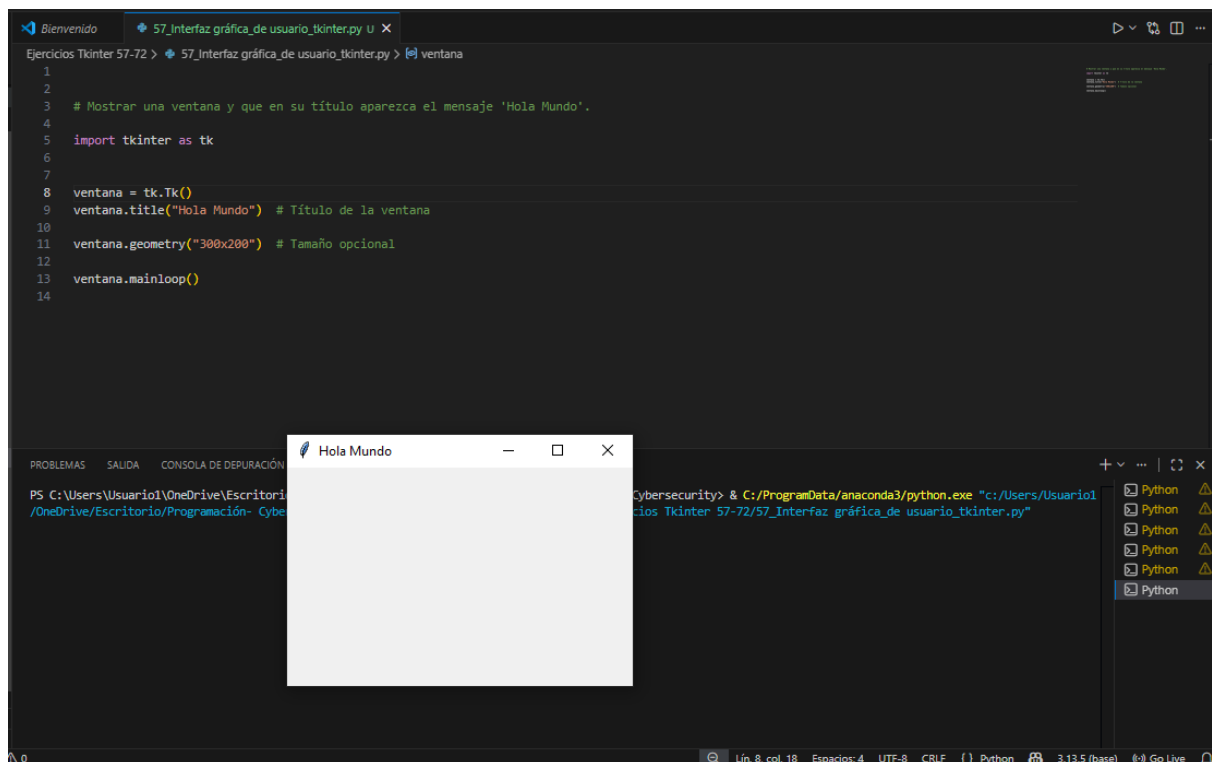 Bienvenido
57_Interfaz gráfica_de usuario_tkinter.py U
Ejercicios Tkinter 57-72 > 57_Interfaz gráfica_de usuario_tkinter.py > ventana
1
2
3 # Mostrar una ventana y que en su título aparezca el mensaje 'Hola Mundo'.
4
5 import tkinter as tk
6
7
8 ventana = tk.Tk()
9 ventana.title("Hola Mundo") # Título de la ventana
10
11 ventana.geometry("300x200") # Tamaño opcional
12
13 ventana.mainloop()
14
Hola Mundo
PROBLEMAS SALIDA CONSOLA DE DEPURACIÓN
PS C:\Users\Usuario1\OneDrive\Escritori Cybersecurity> & C:/ProgramData/anaconda3/python.exe "c:/Users/Usuario1
/OneDrive/Escritorio/Programación- Cybe cios Tkinter 57-72/57_Interfaz gráfica_de usuario_tkinter.py"
Python
Python
Python
Python
Python
Python
0
Lín. 8, col. 18 Espacios: 4 UTF-8 CRLF {} Python 3.13.5 (base) Go Live